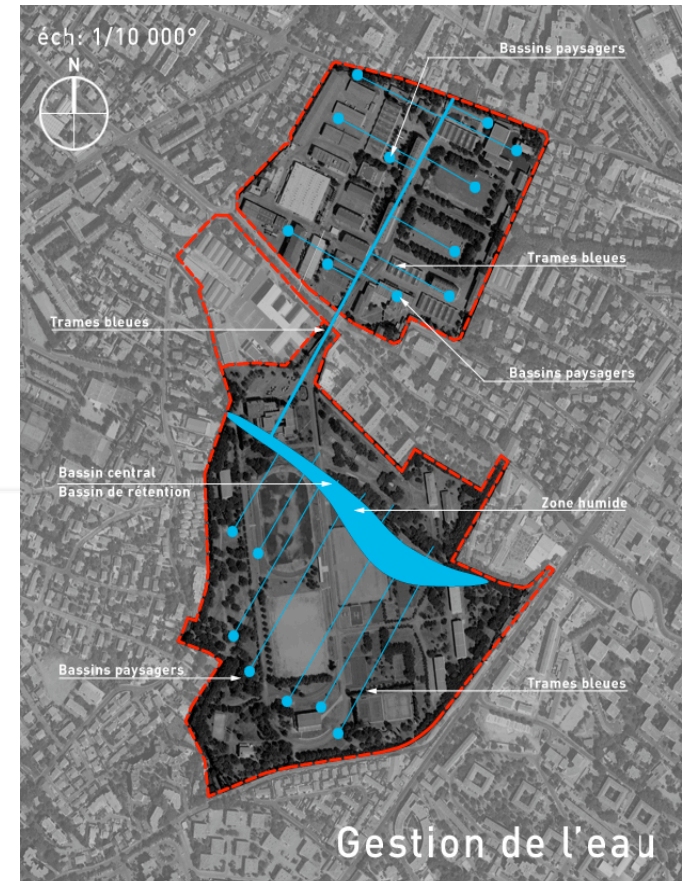 éch: 1/10 000°
N
Bassins paysagers
Trames bleues
Trames bleues
Bassins paysagers
Bassin central
Bassin de rétention
Zone humide
Bassins paysagers
Trames bleues
Gestion de l'eau